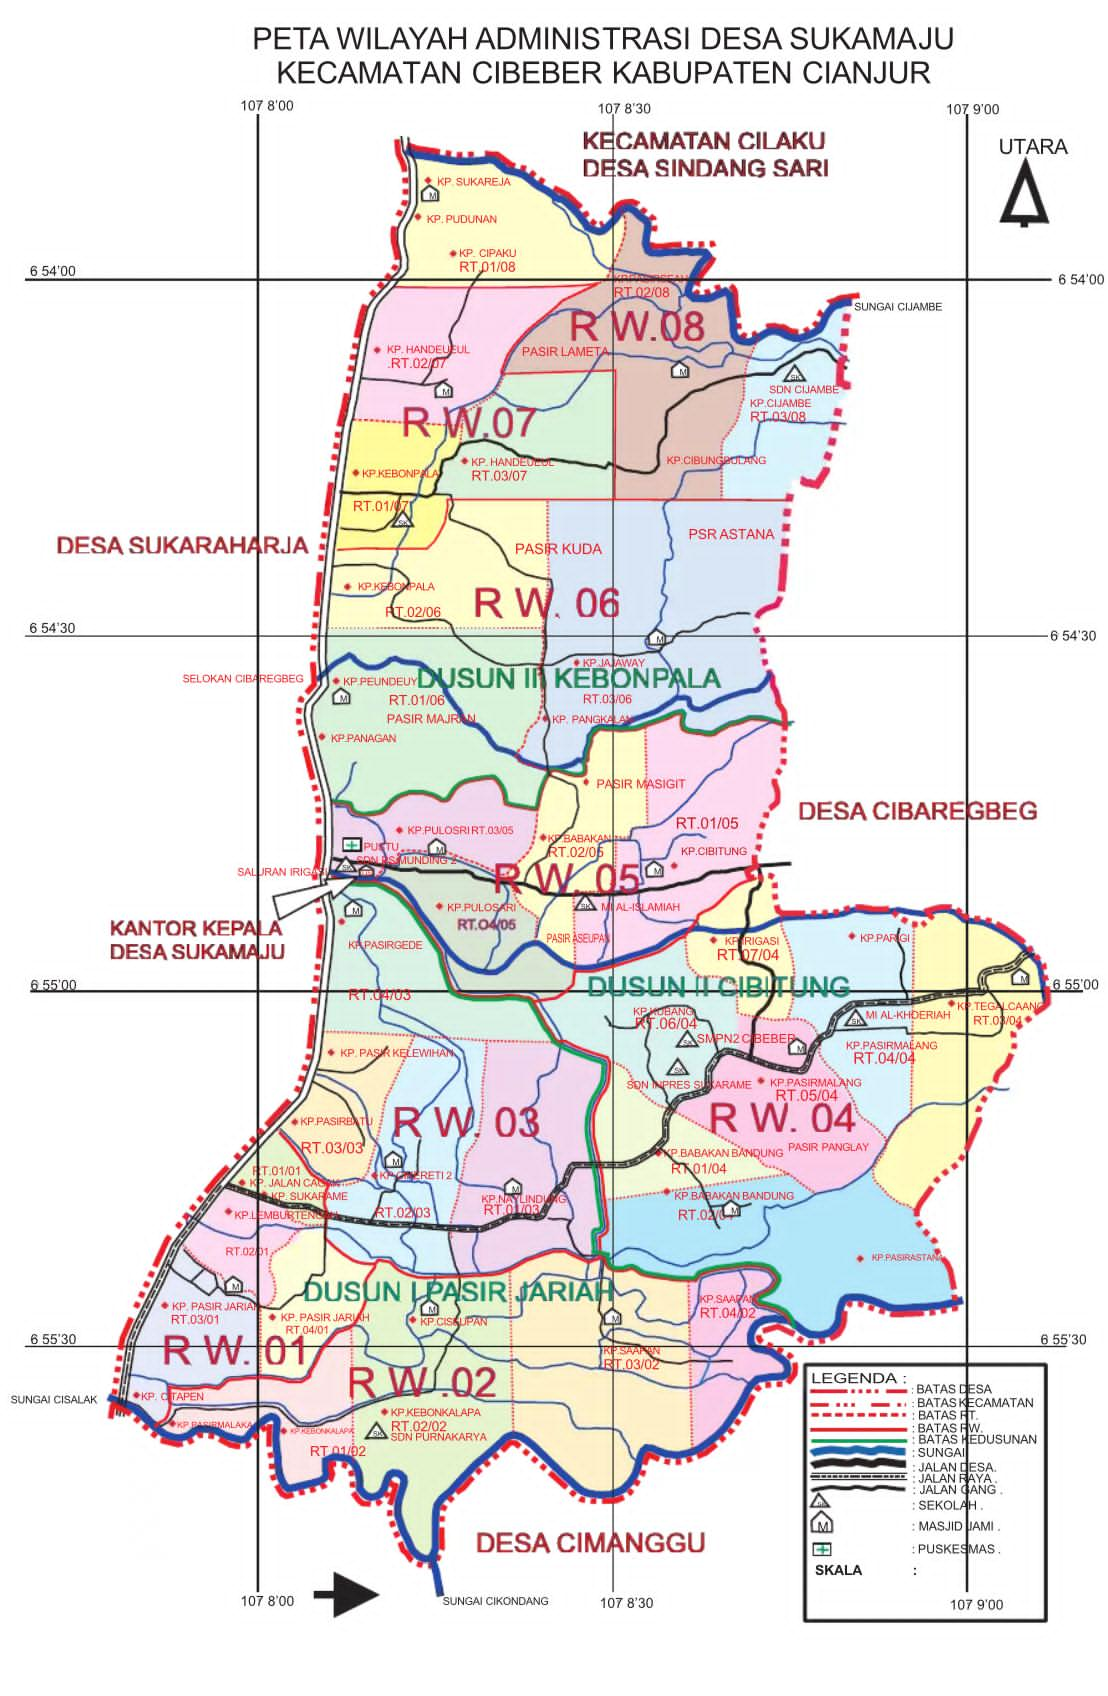 PETA WILAYAH ADMINISTRASI DESA SUKAMAJU
KECAMATAN CIBEBER KABUPATEN CIANJUR
107 8'00
107 8'30
107 9'00
KECAMATAN CILAKU
DESA SINDANG SARI
UTARA
KP. SUKAREJA
M
KP. PUDUNAN
KP. CIPAKU
RT.01/08
6 54'00
6 54'00
RT.02/08
SUNGAI CIJAMBE
R W.08
KP. HANDEUEUL
.RT.02/07
PASIR LAMETA
M
SK
SDN CIJAMBE
M
KP.CIJAMBE
RT.03/08
R W.07
KP. HANDEUEUL
RT.03/07
KP.CIBUNGBULANG
KP.KEBONPALA
RT.01/07
SK
DESA SUKARAHARJA
PASIR KUDA
PSR ASTANA
KP.KEBONPALA
RT.02/06
R W. 06
6 54'30
6 54'30
M
KP.JAJAWAY
SELOKAN CIBAREGBEG
KP.PEUNDEUY
DUSUN III KEBONPALA
M
RT.01/06
RT.03/06
PASIR MAJRAN
KP. PANGKALAN
KP.PANAGAN
PASIR MASIGIT
DESA CIBAREGBEG
KP.PULOSRI RT.03/05
RT.01/05
PUSTU
M
KP.BABAKAN
RT.02/05
KP.CIBITUNG
SK
SDN PSMUNDING 2
SALURAN IRIGASI
R W. 05
M
KANTOR KEPALA
DESA SUKAMAJU
M
KP.PULOSARI
RT.O4/05
SK
MI AL-ISLAMIAH
KP.PASIRGEDE
PASIR ASEUPAN
KP.IRIGASI
RT.07/04
KP.PARIGI
6 55'00
6 55'00
RT.04/03
DUSUN II CIBITUNG
M
KP.KUBANG
RT.06/04
SK
SMPN2 CIBEBER
SK
MI AL-KHOERIAH
KP.TEGALCAANG
RT.03/04
KP. PASIR KELEWIHAN
M
KP.PASIRMALANG
RT.04/04
SK
SDN INPRES SUKARAME
KP.PASIRMALANG
RT.05/04
KP.PASIRBATU
RT.03/03
R W. 03
R W. 04
PASIR PANGLAY
KP.BABAKAN BANDUNG
RT.01/04
M
RT.01/01
KP. JALAN CAGAK
KP. SUKARAME
KP.CIKERETI 2
RT.02/03
M
KP.NAYLINDUNG
RT.01/03
KP.BABAKAN BANDUNG
RT.02/04
M
KP.LEMBURTENGAH
RT.02/01
KP.PASIRASTANA
M
DUSUN I PASIR JARIAH
KP. PASIR JARIAH
RT.03/01
KP. PASIR JARIAH
RT.04/01
M
KP.CISEUPAN
M
KP.SAAPAN
RT.04/02
6 55'30
6 55'30
R W. 01
KP.SAAPAN
RT.03/02
R W .02
SUNGAI CISALAK
KP. CITAPEN
KP.PASIRMALAKA
KP.KEBONKALAPA
RT.01/02
KP.KEBONKALAPA
RT.02/02
SK
SDN PURNAKARYA
DESA CIMANGGU
SUNGAI CIKONDANG
107 8'00
107 8'30
107 9'00
LEGENDA :
: BATAS DESA
: BATAS KECAMATAN
: BATAS RT.
: BATAS RW.
: BATAS KEDUSUNAN
: SUNGAI
: JALAN DESA.
: JALAN RAYA .
: JALAN GANG .
SK
: SEKOLAH .
M
: MASJID JAMI .
: PUSKESMAS .
SKALA :